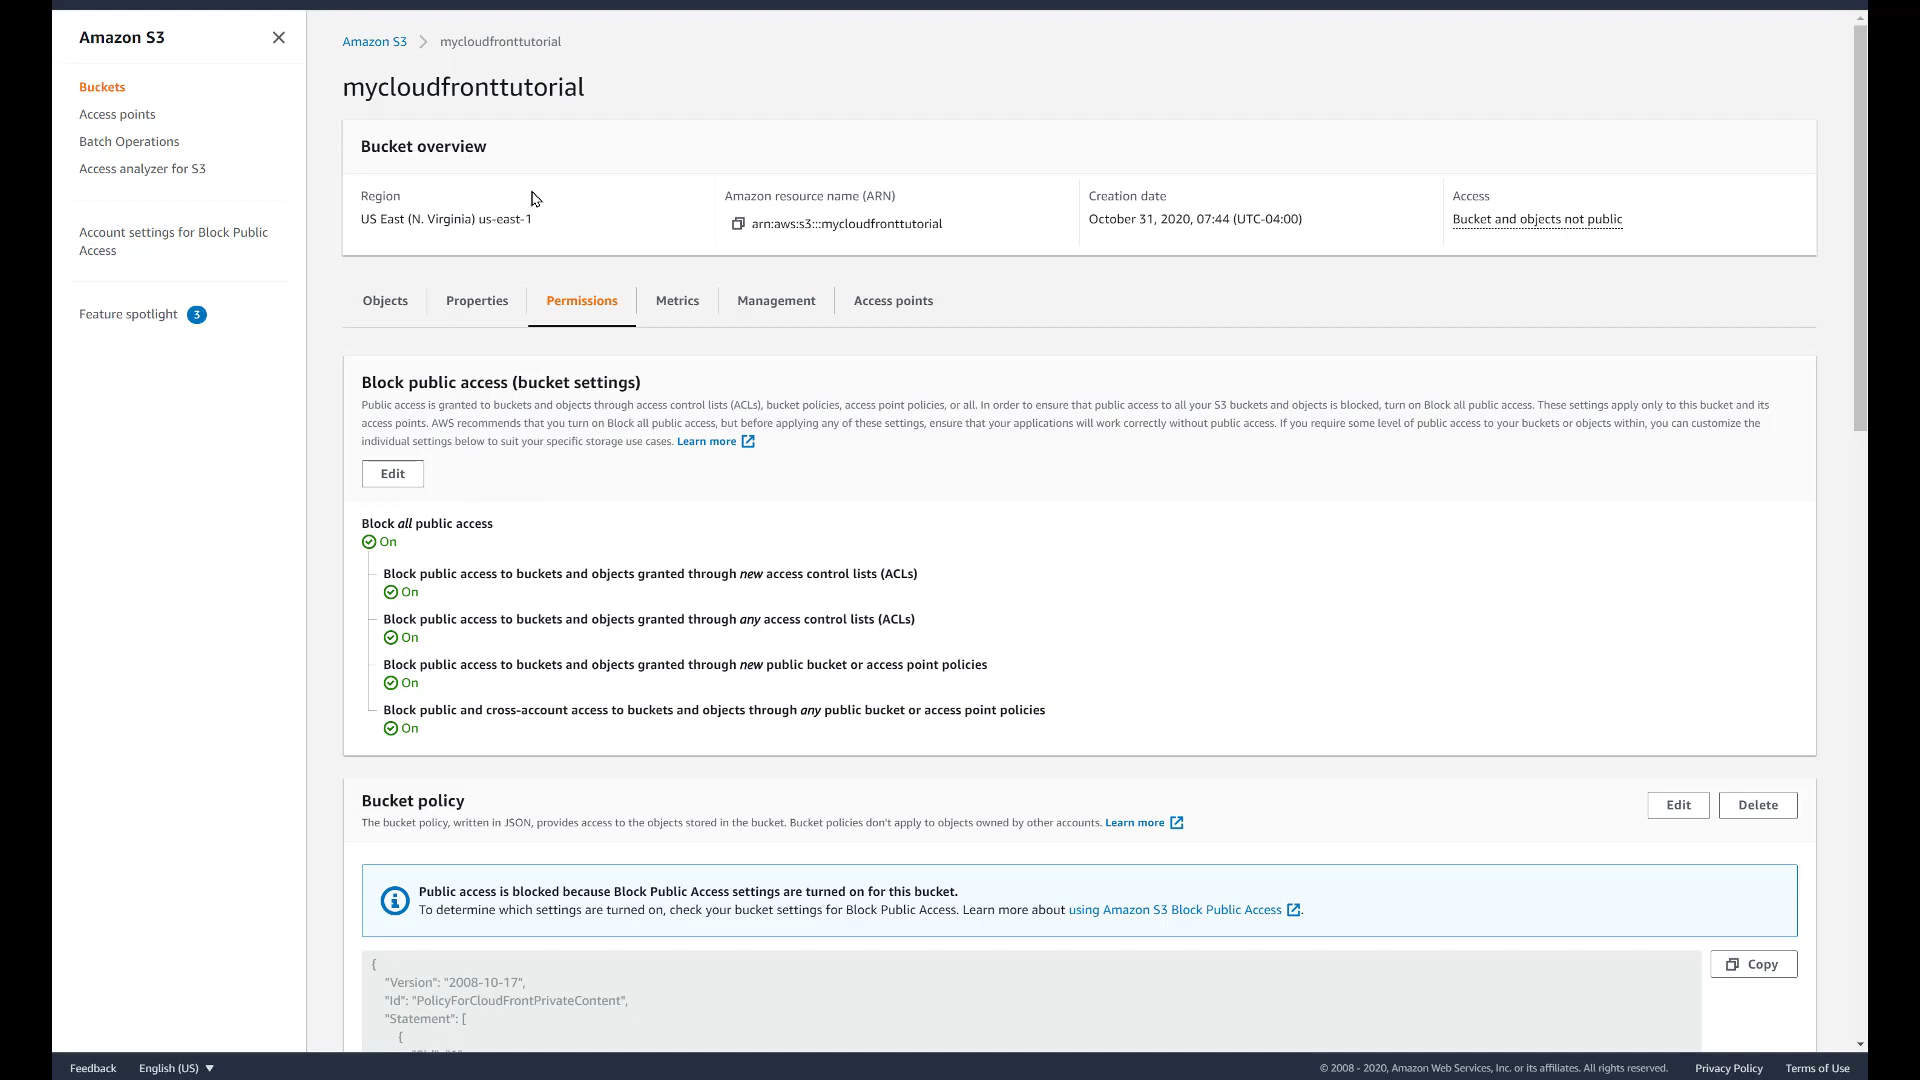 Amazon S3
Buckets
Access points
Batch Operations
Access analyzer for S3
Account settings for Block Public
Access
Feature spotlight 3
Amazon S3 mycloudfronttutorial
mycloudfronttutorial
Bucket overview
Region
US East (N. Virginia) us-east-1
Amazon resource name (ARN)
arn:aws:s3:::mycloudfronttutorial
Creation date
October 31, 2020, 07:44 (UTC-04:00)
Access
Bucket and objects not public
Objects Properties Permissions Metrics Management Access points
Block public access (bucket settings)
Public access is granted to buckets and objects through access control lists (ACLs), bucket policies, access point policies, or all. In order to ensure that public access to all your S3 buckets and objects is blocked, turn on Block all public access. These settings apply only to this bucket and its
access points. AWS recommends that you turn on Block all public access, but before applying any of these settings, ensure that your applications will work correctly without public access. If you require some level of public access to your buckets or objects within, you can customize the
individual settings below to suit your specific storage use cases. Learn more
Edit
Block all public access
On
Block public access to buckets and objects granted through new access control lists (ACLs)
On
Block public access to buckets and objects granted through any access control lists (ACLs)
On
Block public access to buckets and objects granted through new public bucket or access point policies
On
Block public and cross-account access to buckets and objects through any public bucket or access point policies
On
Bucket policy
The bucket policy, written in JSON, provides access to the objects stored in the bucket. Bucket policies don't apply to objects owned by other accounts. Learn more
Edit Delete
Public access is blocked because Block Public Access settings are turned on for this bucket.
To determine which settings are turned on, check your bucket settings for Block Public Access. Learn more about using Amazon S3 Block Public Access.
Copy
{
"Version": "2008-10-17",
"Id": "PolicyForCloudFrontPrivateContent",
"Statement": [
{
Feedback English (US) © 2008 - 2020, Amazon Web Services, Inc. or its affiliates. All rights reserved. Privacy Policy Terms of Use